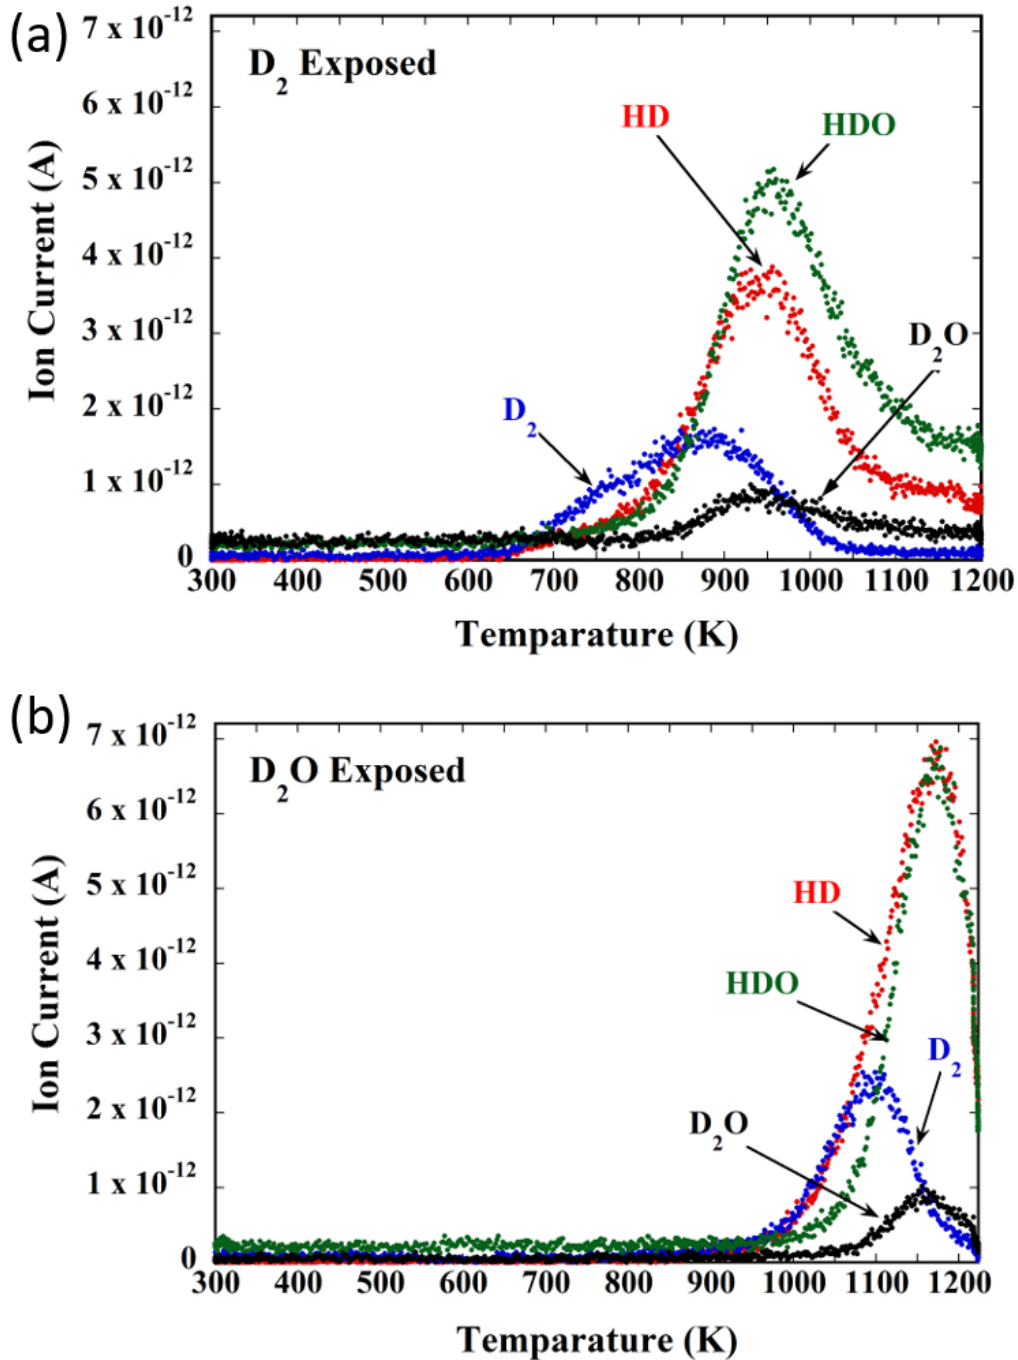 (a)
7 x 10⁻¹²
D₂ Exposed
6 x 10⁻¹²
HD
HDO
5 x 10⁻¹²
4 x 10⁻¹²
3 x 10⁻¹²
D₂O
2 x 10⁻¹²
D₂
1 x 10⁻¹²
0
Ion Current (A)
300 400 500 600 700 800 900 1000 1100 1200
Temparature (K)
(b)
7 x 10⁻¹²
D₂O Exposed
6 x 10⁻¹²
5 x 10⁻¹²
HD
4 x 10⁻¹²
HDO
3 x 10⁻¹²
D₂
2 x 10⁻¹²
D₂O
1 x 10⁻¹²
0
Ion Current (A)
300 400 500 600 700 800 900 1000 1100 1200
Temparature (K)